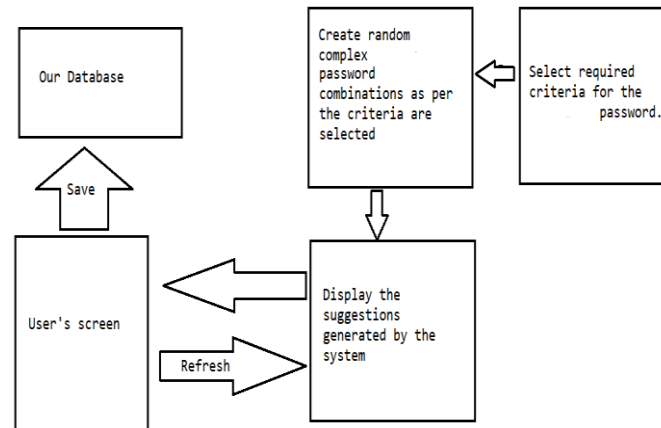 Our Database
Create random
complex
password
combinations as per
the criteria are
selected
Select required
criteria for the
password.
Save
User's screen
Display the
suggestions
generated by the
system
Refresh